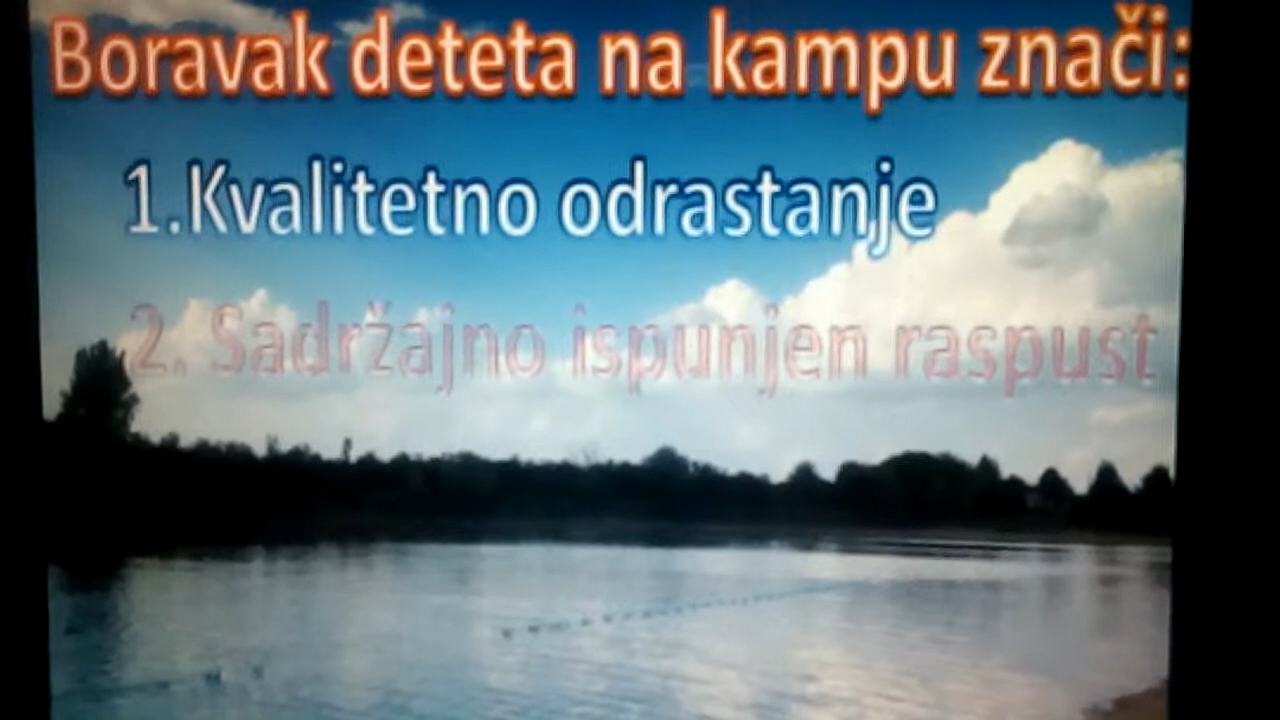 Boravak deteta na kampu znači:
1.Kvalitetno odrastanje
2. Sadržajno ispunjen raspust